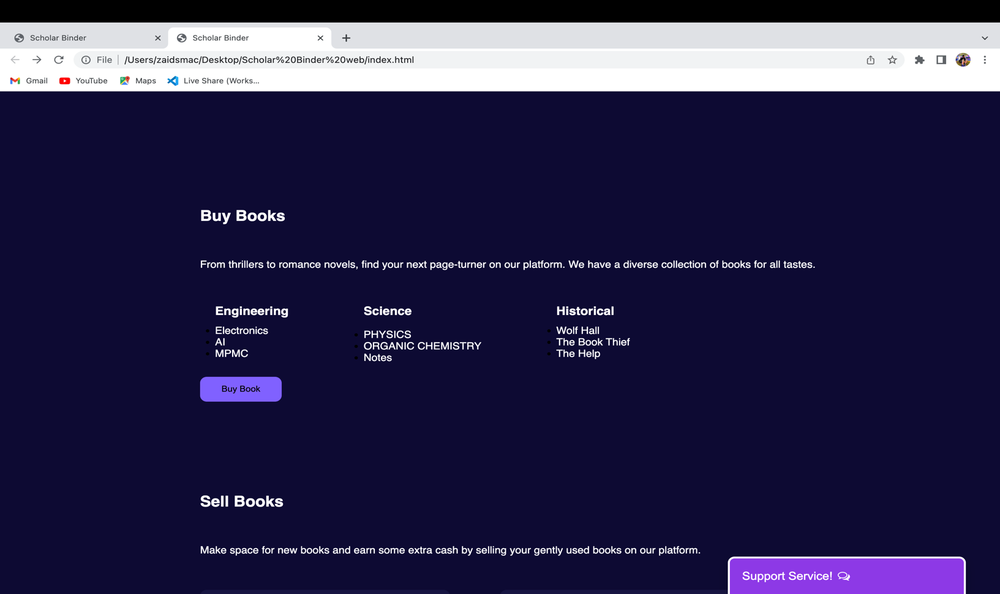 Scholar Binder Scholar Binder
File /Users/zaidsmac/Desktop/Scholar%20Binder%20web/index.html
Gmail YouTube Maps Live Share (Works...
Buy Books
From thrillers to romance novels, find your next page-turner on our platform. We have a diverse collection of books for all tastes.
Engineering
Electronics
AI
MPMC
Science
PHYSICS
ORGANIC CHEMISTRY
Notes
Historical
Wolf Hall
The Book Thief
The Help
Buy Book
Sell Books
Make space for new books and earn some extra cash by selling your gently used books on our platform.
Support Service!